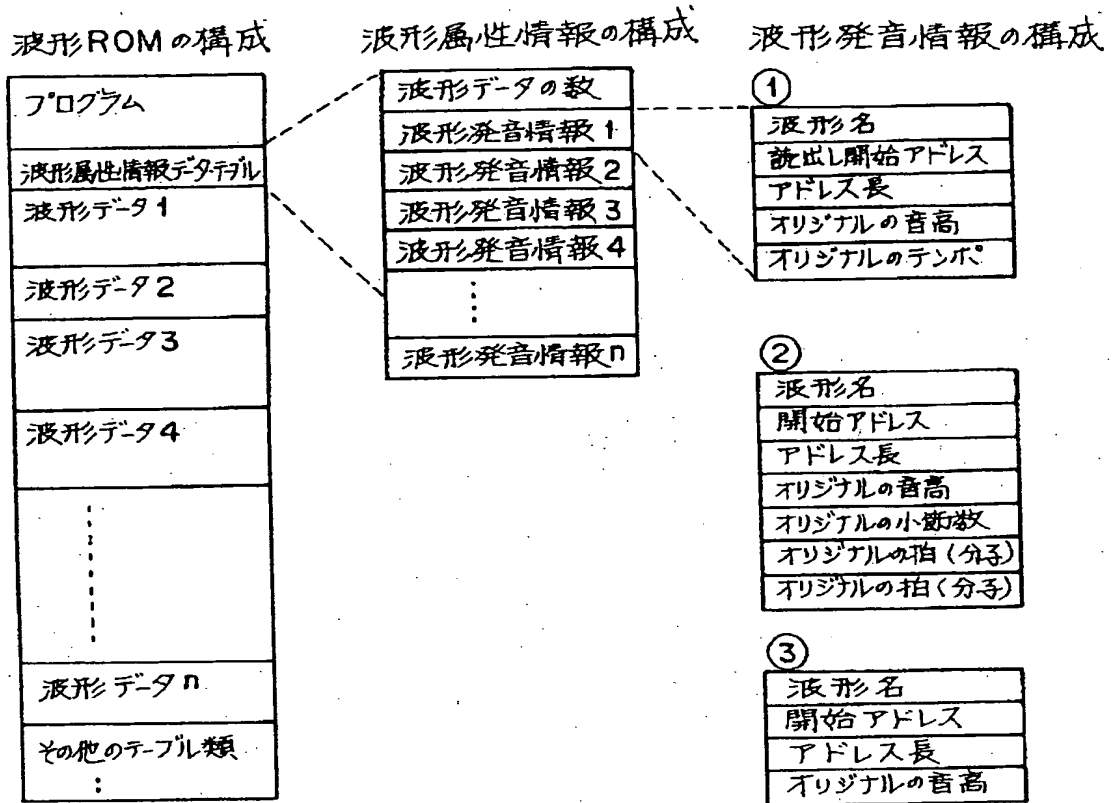 波形ROMの構成
プログラム
波形属性情報データテーブル
波形データ1
波形データ2
波形データ3
波形データ4
波形データn
その他のテーブル類
波形属性情報の構成
波形データの数
波形発音情報1
波形発音情報2
波形発音情報3
波形発音情報4
波形発音情報n
波形発音情報の構成
①
波形名
読出し開始アドレス
アドレス長
オリジナルの音高
オリジナルのテンポ
②
波形名
開始アドレス
アドレス長
オリジナルの音高
オリジナルの小節数
オリジナルの拍(分子)
オリジナルの拍(分子)
③
波形名
開始アドレス
アドレス長
オリジナルの音高